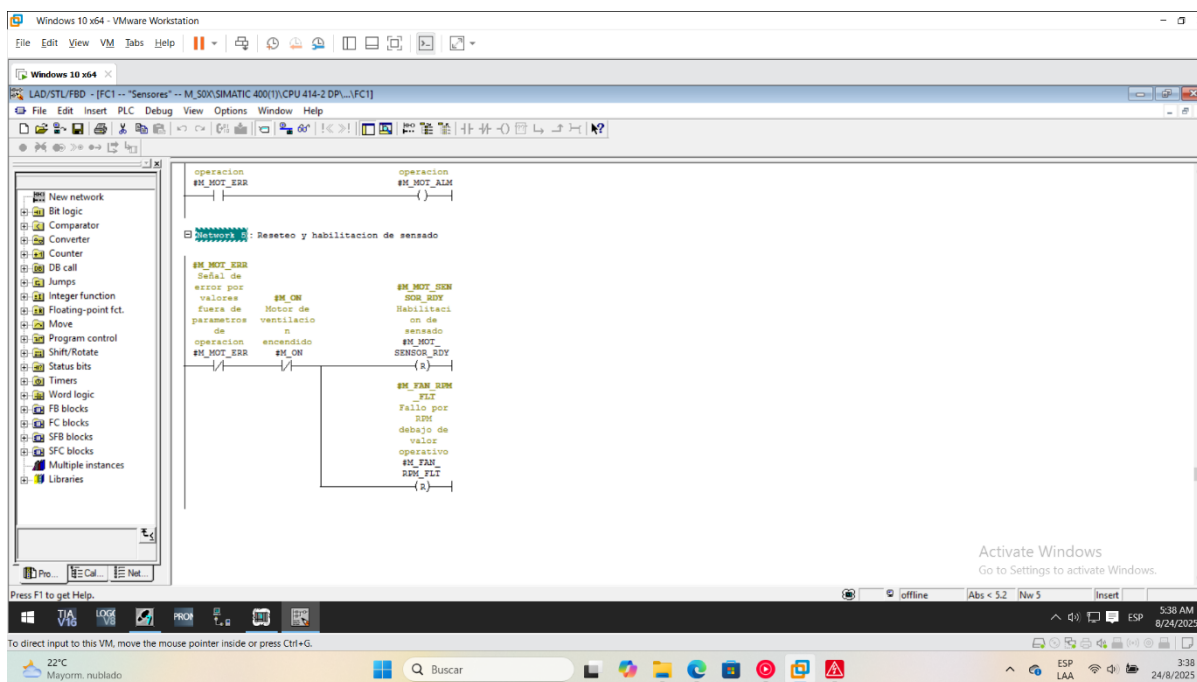 Windows 10 x64 - VMware Workstation
File Edit View VM Tabs Help
Windows 10 x64
LAD/STL/FBD - [FC1 -- "Sensores" -- M_S0X\SIMATIC 400(1)\CPU 414-2 DP\...\FC1]
File Edit Insert PLC Debug View Options Window Help
New network
Bit logic
Comparator
Converter
Counter
DB call
Jumps
Integer function
Floating-point fct.
Move
Program control
Shift/Rotate
Status bits
Timers
Word logic
FB blocks
FC blocks
SFB blocks
SFC blocks
Multiple instances
Libraries
Pro... Cal... Net...
operacion operacion
#M_MOT_ERR #M_MOT_ALM
( )
Network 5 : Reseteo y habilitacion de sensado
#M_MOT_ERR
Señal de
error por
valores
fuera de
parametros
de
operacion
#M_MOT_ERR
#M_ON
Motor de
ventilacio
n
encendido
#M_ON
#M_MOT_SEN
SOR_RDY
Habilitaci
on de
sensado
#M_MOT_
SENSOR_RDY
(R)
#M_FAN_RPM
_FLT
Fallo por
RPM
debajo de
valor
operativo
#M_FAN_
RPM_FLT
(R)
Activate Windows
Go to Settings to activate Windows.
Press F1 to get Help. offline Abs < 5.2 Nw 5 Insert
TIA V16 ESP 5:38 AM
8/24/2025
To direct input to this VM, move the mouse pointer inside or press Ctrl+G.
22°C
Mayorm. nublado
Buscar
ESP
LAA
3:38
24/8/2025